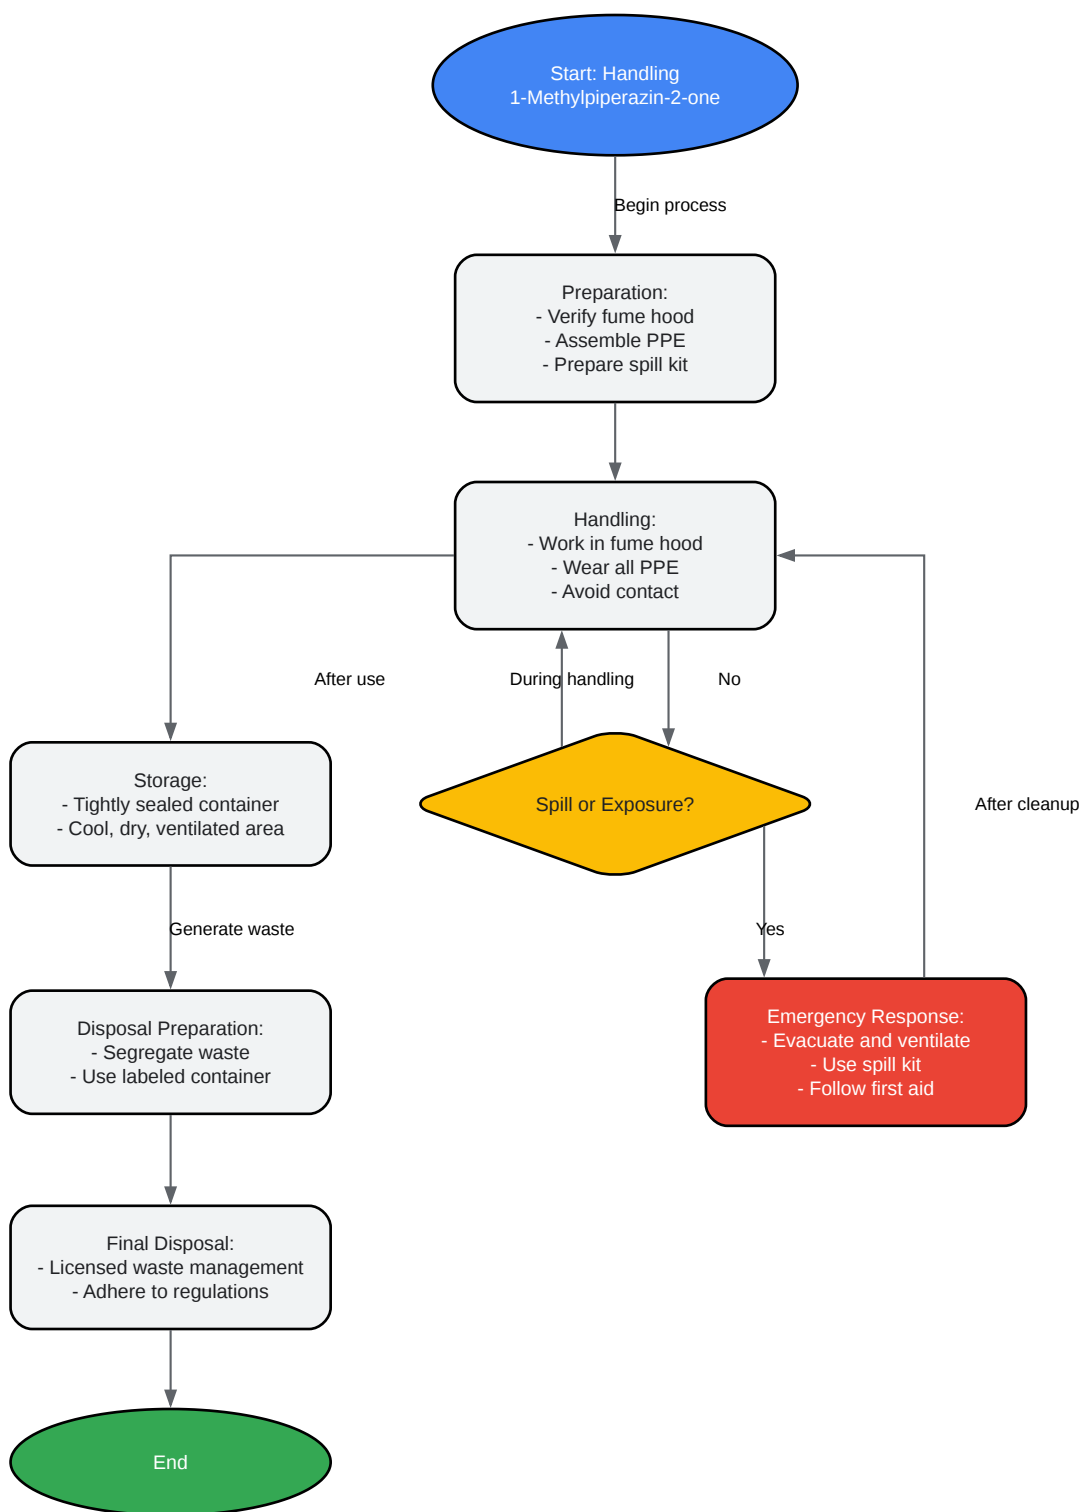 Start: Handling
1-Methylpiperazin-2-one
Begin process
Preparation:
- Verify fume hood
- Assemble PPE
- Prepare spill kit
Handling:
- Work in fume hood
- Wear all PPE
- Avoid contact
After use
During handling
No
Storage:
- Tightly sealed container
- Cool, dry, ventilated area
Spill or Exposure?
After cleanup
Generate waste
Yes
Disposal Preparation:
- Segregate waste
- Use labeled container
Emergency Response:
- Evacuate and ventilate
- Use spill kit
- Follow first aid
Final Disposal:
- Licensed waste management
- Adhere to regulations
End